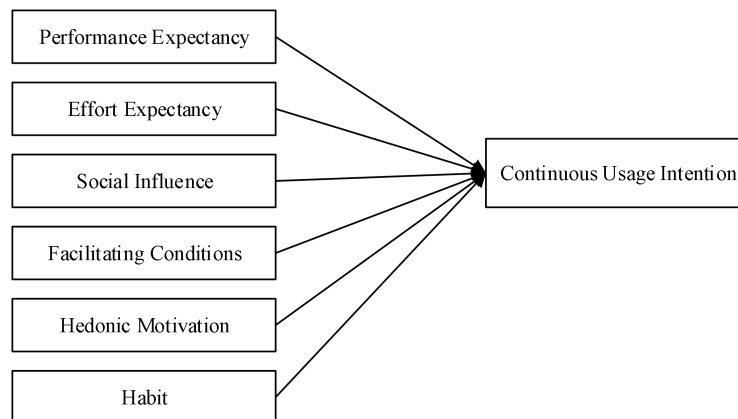 Performance Expectancy
Effort Expectancy
Social Influence
Continuous Usage Intention
Facilitating Conditions
Hedonic Motivation
Habit